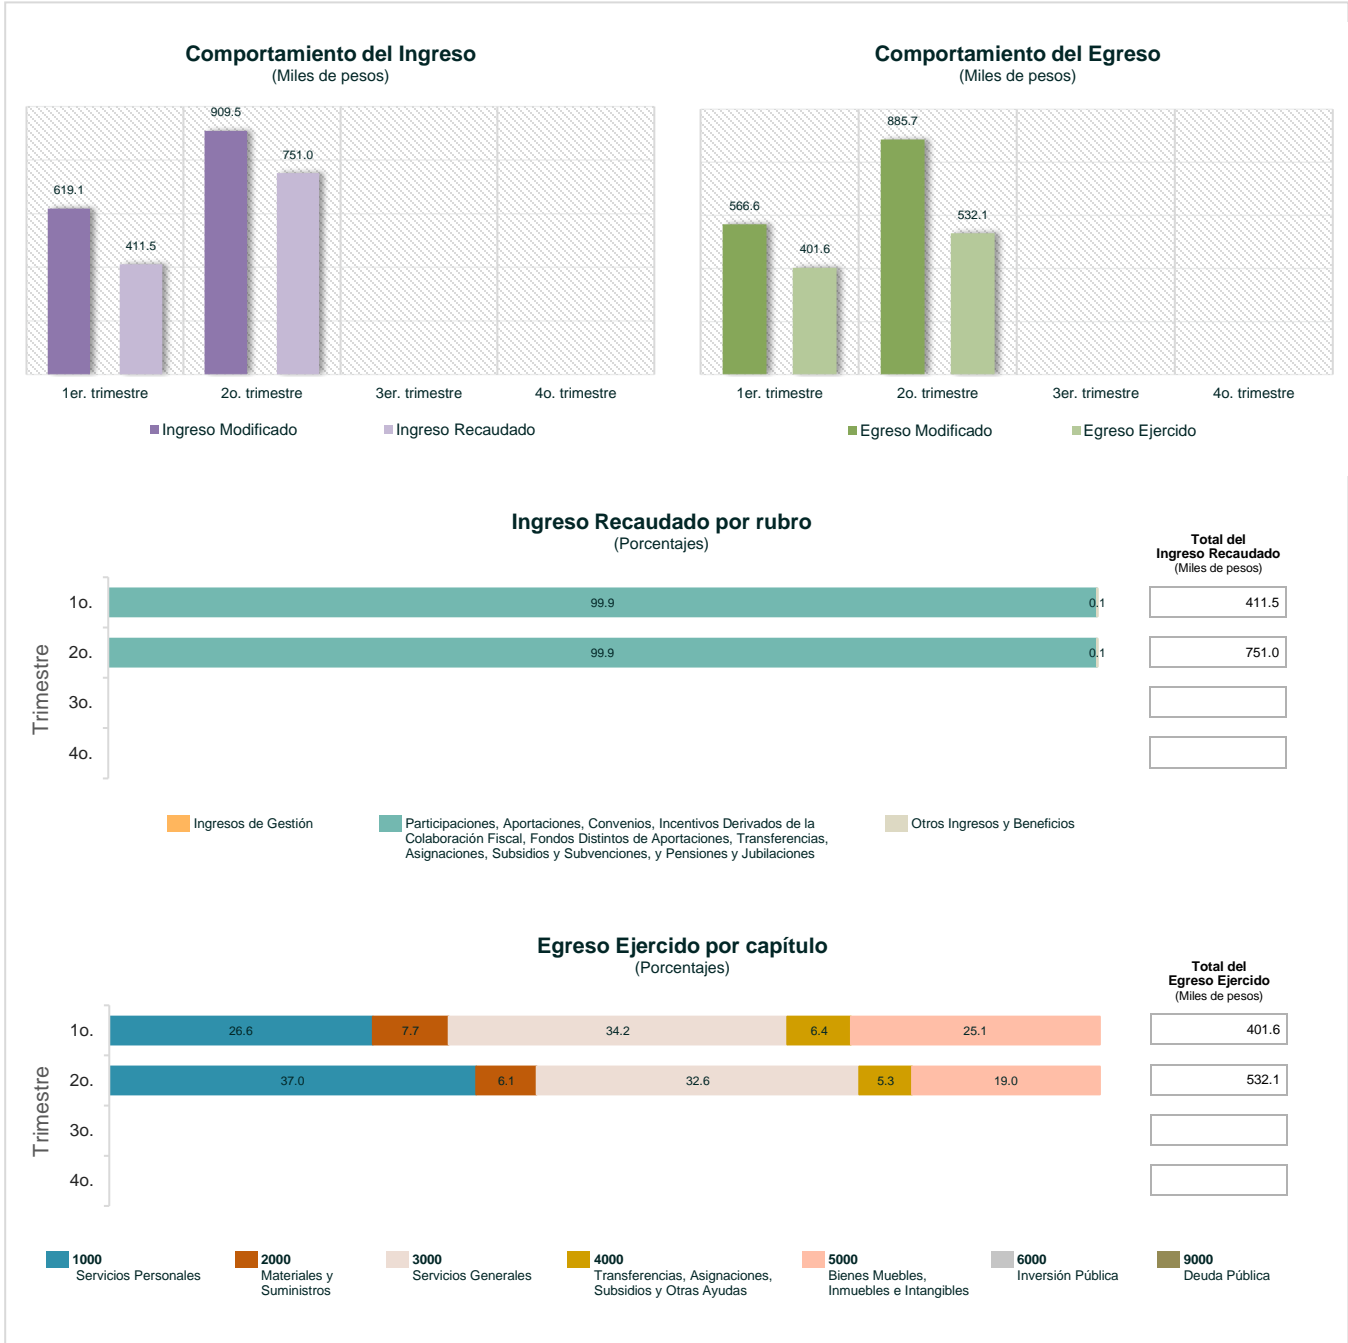 Comportamiento del Ingreso
(Miles de pesos)
909.5
751.0
619.1
411.5
1er. trimestre
2o. trimestre
3er. trimestre
4o. trimestre
Ingreso Modificado
Ingreso Recaudado
Comportamiento del Egreso
(Miles de pesos)
885.7
566.6
532.1
401.6
1er. trimestre
2o. trimestre
3er. trimestre
4o. trimestre
Egreso Modificado
Egreso Ejercido
Ingreso Recaudado por rubro
(Porcentajes)
Total del
Ingreso Recaudado
(Miles de pesos)
Trimestre
1o.
99.9
0.1
411.5
2o.
99.9
0.1
751.0
3o.
4o.
Ingresos de Gestión
Participaciones, Aportaciones, Convenios, Incentivos Derivados de la
Colaboración Fiscal, Fondos Distintos de Aportaciones, Transferencias,
Asignaciones, Subsidios y Subvenciones, y Pensiones y Jubilaciones
Otros Ingresos y Beneficios
Egreso Ejercido por capítulo
(Porcentajes)
Total del
Egreso Ejercido
(Miles de pesos)
Trimestre
1o.
26.6
7.7
34.2
6.4
25.1
401.6
2o.
37.0
6.1
32.6
5.3
19.0
532.1
3o.
4o.
1000
Servicios Personales
2000
Materiales y
Suministros
3000
Servicios Generales
4000
Transferencias, Asignaciones,
Subsidios y Otras Ayudas
5000
Bienes Muebles,
Inmuebles e Intangibles
6000
Inversión Pública
9000
Deuda Pública